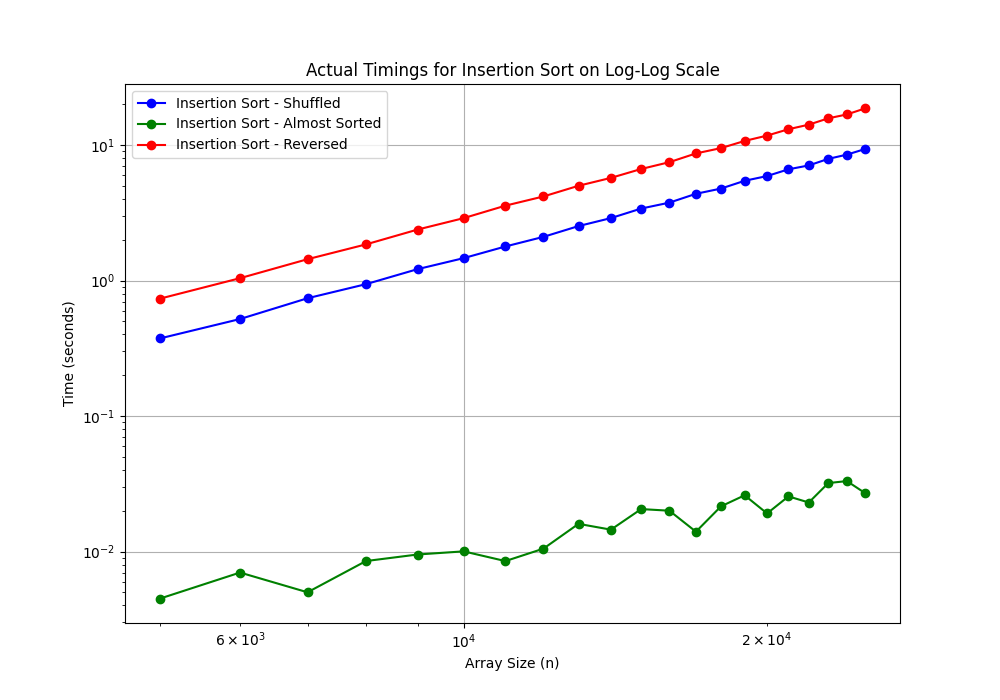 Actual Timings for Insertion Sort on Log-Log Scale
Insertion Sort - Shuffled
Insertion Sort - Almost Sorted
Insertion Sort - Reversed
Time (seconds)
10¹
10⁰
10⁻¹
10⁻²
6 × 10³
10⁴
2 × 10⁴
Array Size (n)